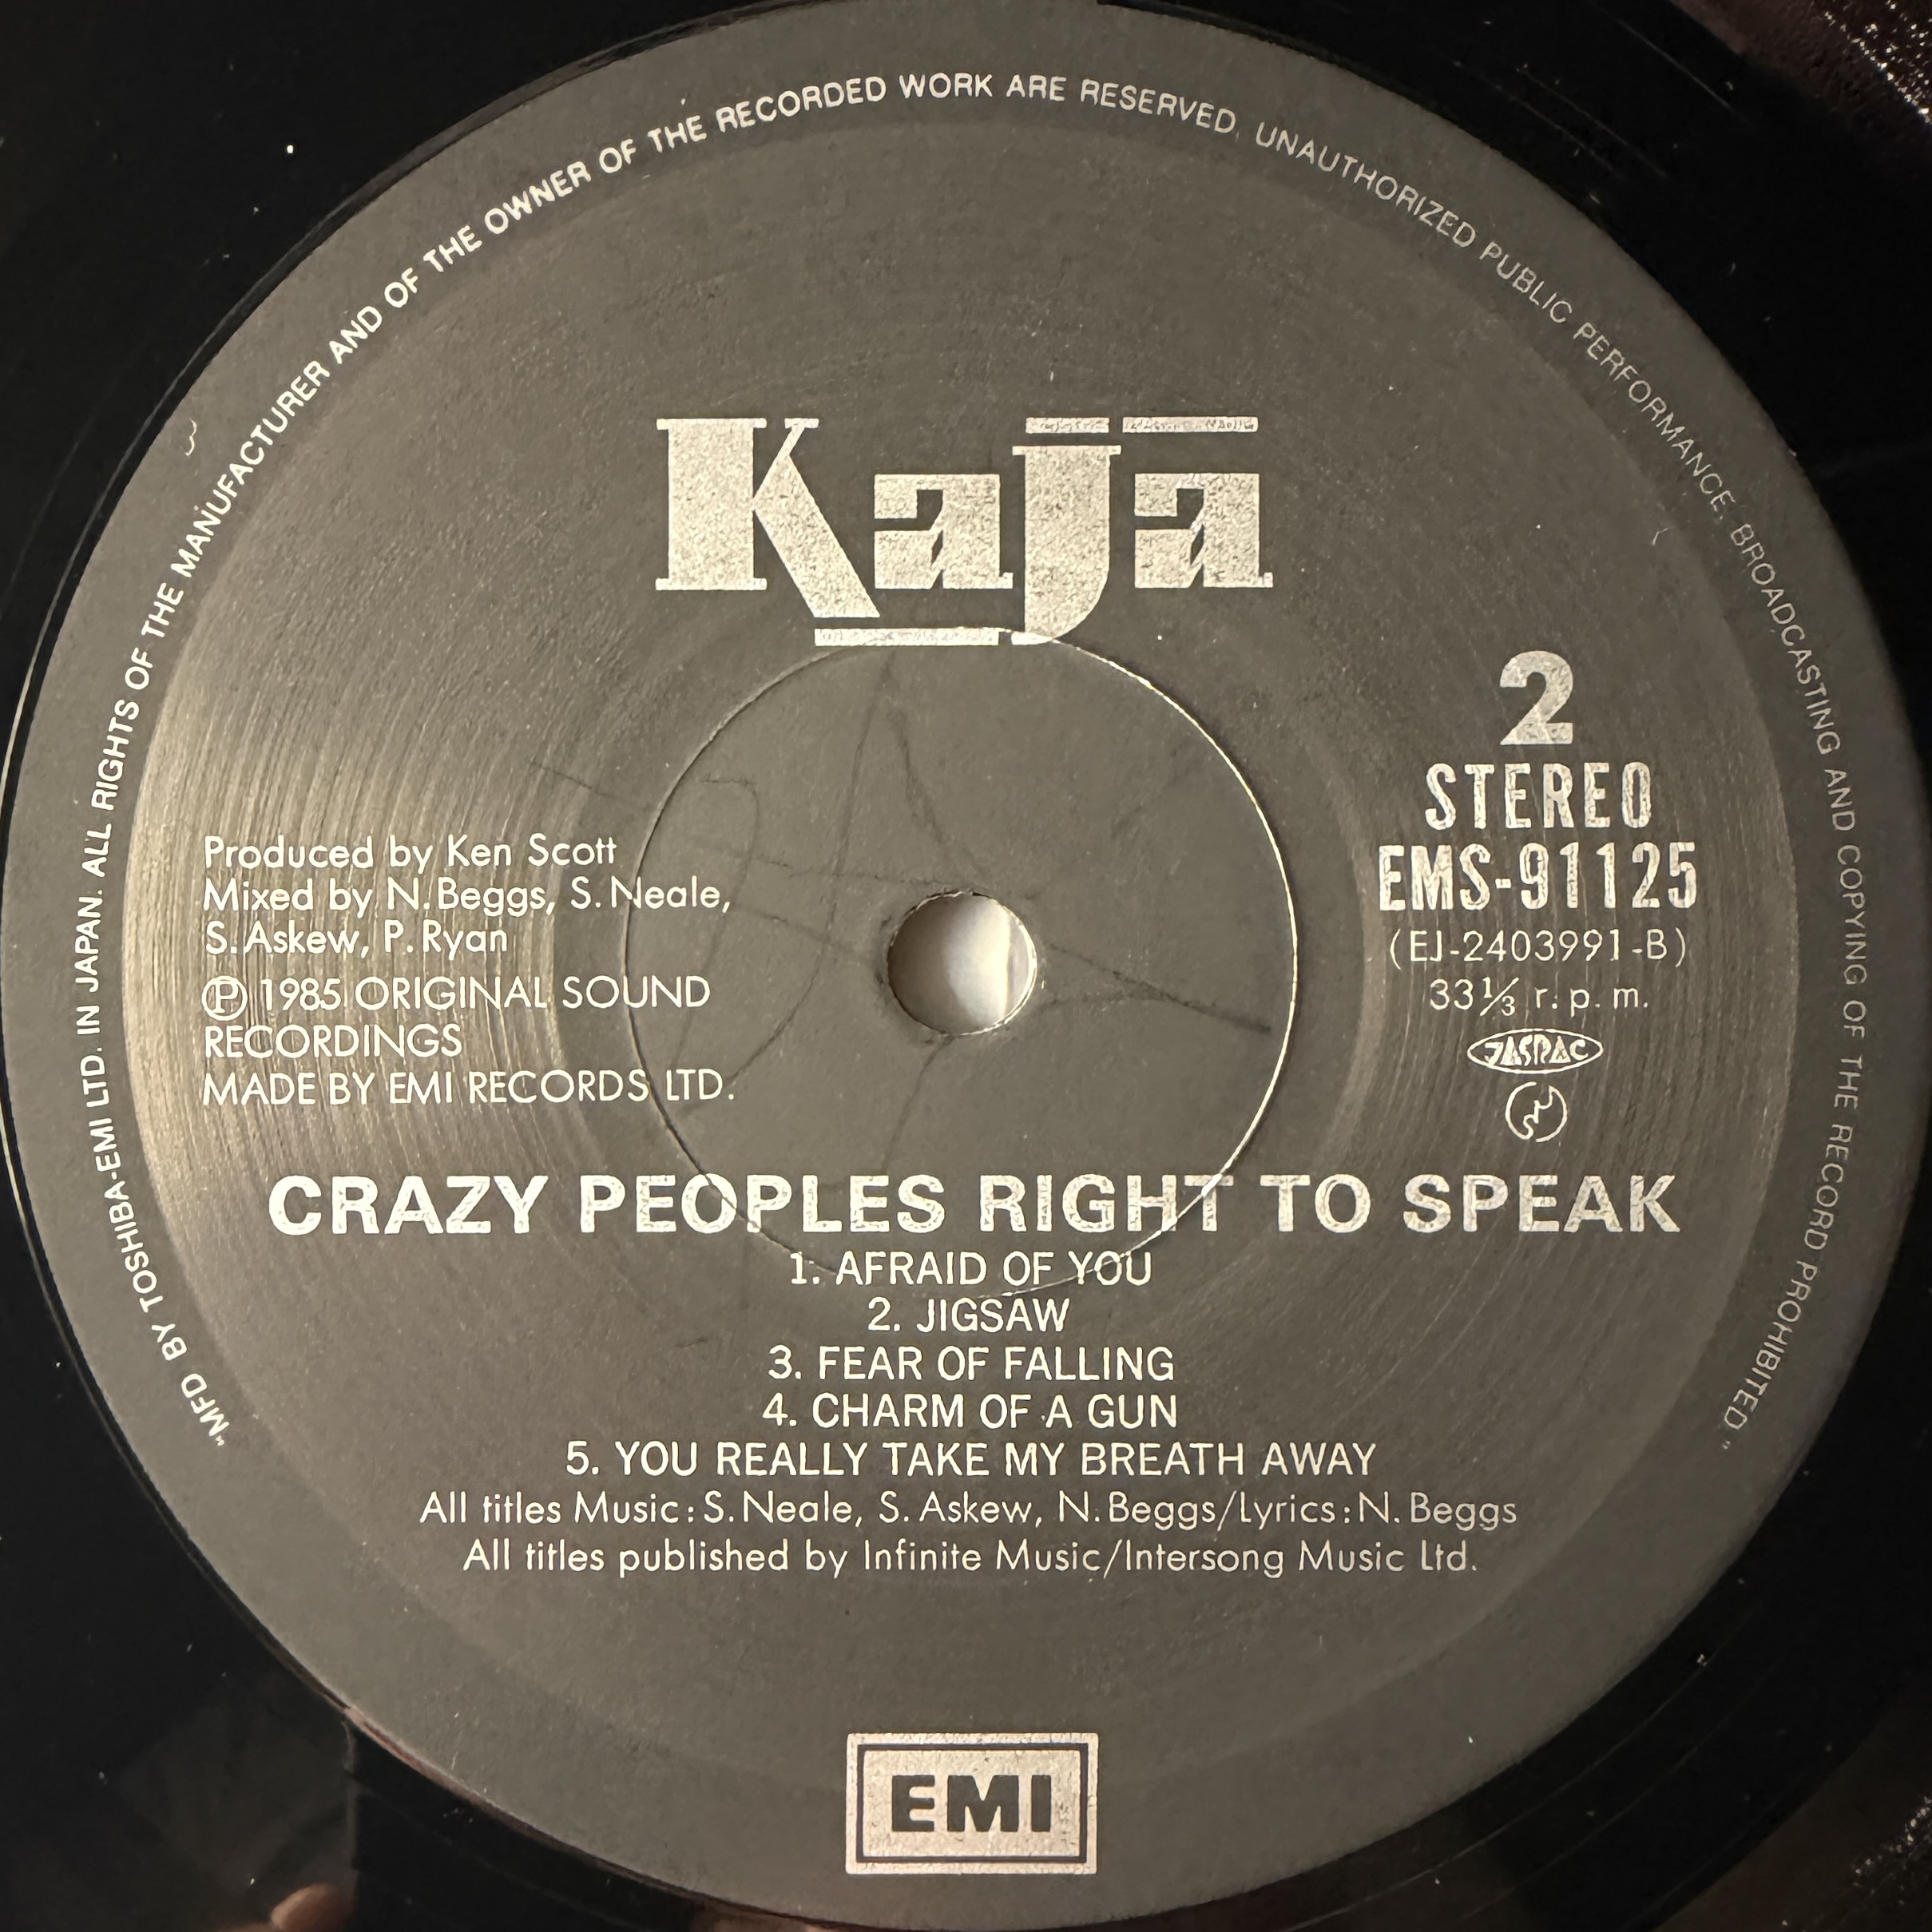 "MFD BY TOSHIBA-EMI LTD. IN JAPAN. ALL RIGHTS OF THE MANUFACTURER AND OF THE OWNER OF THE RECORDED WORK ARE RESERVED, UNAUTHORIZED PUBLIC PERFORMANCE, BROADCASTING AND COPYING OF THE RECORD PROHIBITED"
KaJa
2
STEREO
EMS-91125
(EJ-2403991-B)
33⅓ r. p. m.
JASRAC
Produced by Ken Scott
Mixed by N. Beggs, S. Neale,
S. Askew, P. Ryan
Ⓟ 1985 ORIGINAL SOUND
RECORDINGS
MADE BY EMI RECORDS LTD.
CRAZY PEOPLES RIGHT TO SPEAK
1. AFRAID OF YOU
2. JIGSAW
3. FEAR OF FALLING
4. CHARM OF A GUN
5. YOU REALLY TAKE MY BREATH AWAY
All titles Music: S. Neale, S. Askew, N. Beggs/Lyrics: N. Beggs
All titles published by Infinite Music/Intersong Music Ltd.
EMI